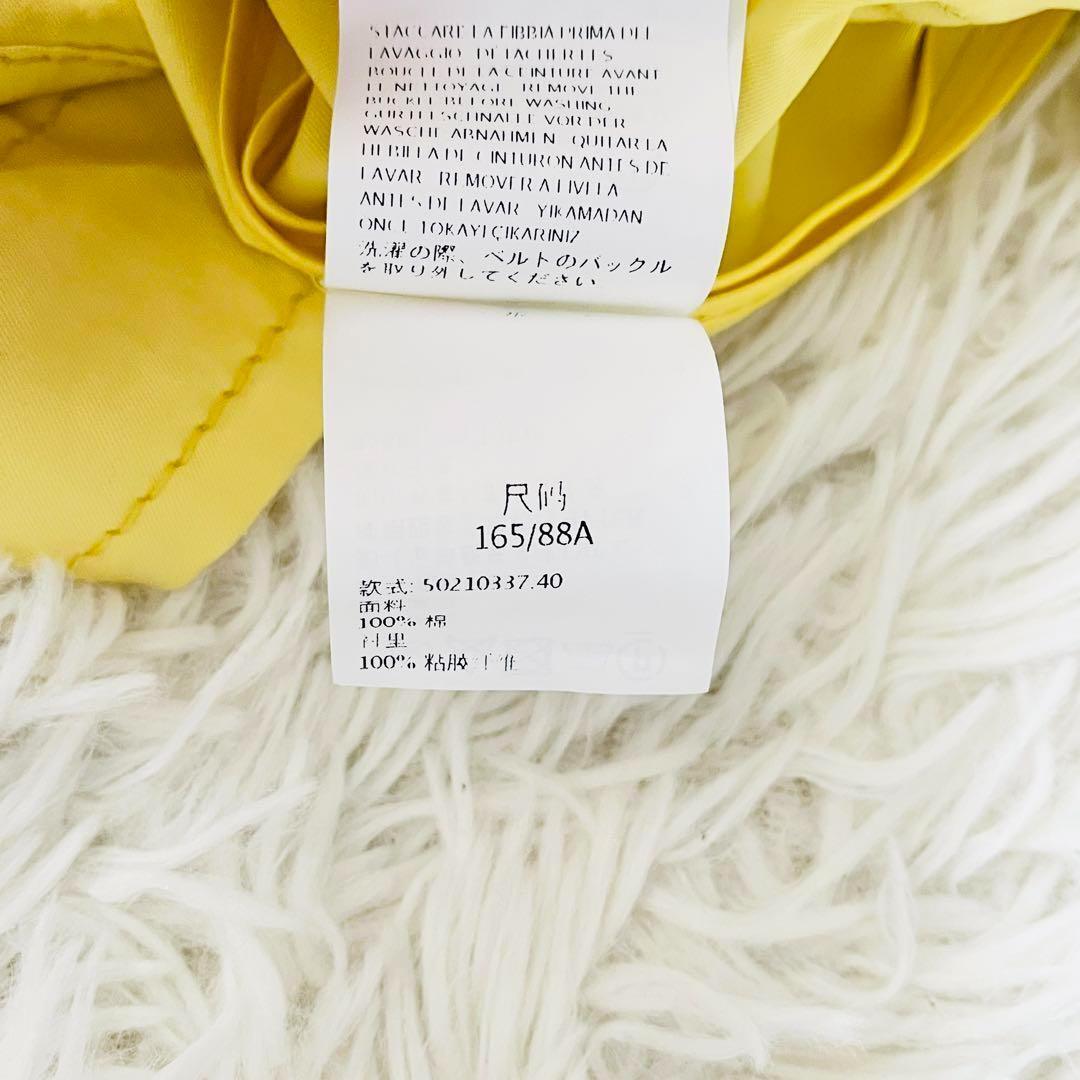 STACCARE LA FIBBIA PRIMA DEL
LAVAGGIO DÉTACHER LES
BOUCLE DE LA CEINTURE AVANT
LE NETTOYAGE REMOVE THE
BUCKLE BEFORE WASHING
GÜRTELSCHNALLE VOR DER
WÄSCHE ABNAHMEN QUITAR LA
HEBILLA DE CINTURON ANTES DE
LAVAR REMOVER A FIVELA
ANTES DE LAVAR YIKAMADAN
ÖNCE TOKAYI ÇIKARINIZ
洗濯の際、ベルトのバックル
を取り外してください
尺码
165/88A
款式: 50210337.40
面料
100% 棉
衬里
100% 粘胶纤维